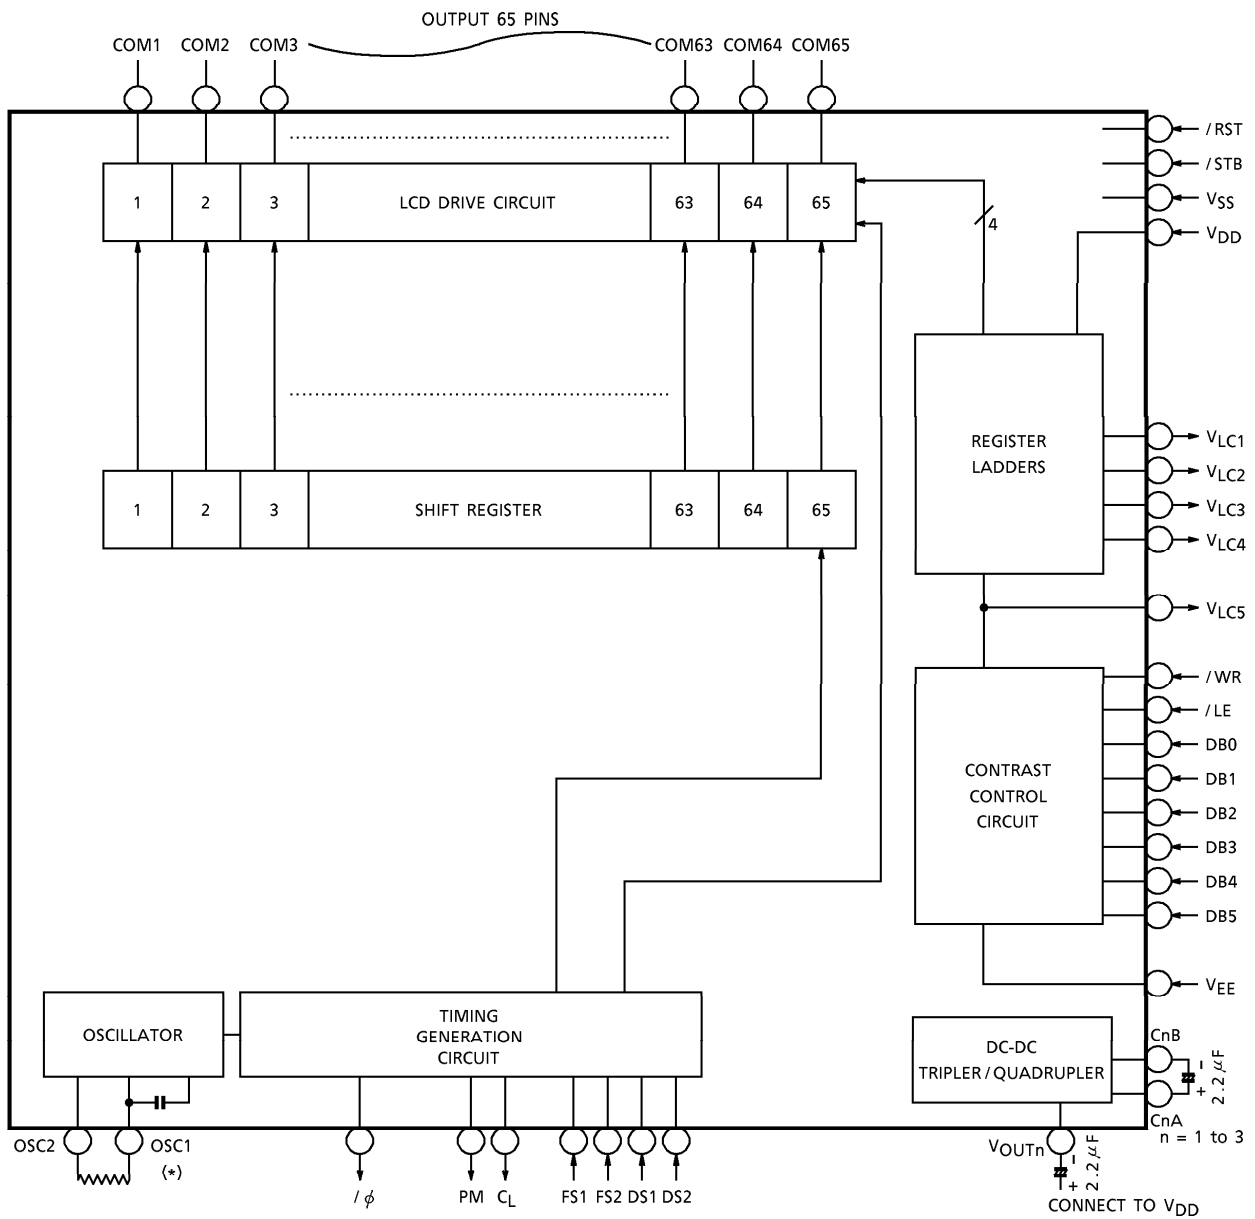 OUTPUT 65 PINS
COM1 COM2 COM3 COM63 COM64 COM65
/RST
/STB
VSS
VDD
1 2 3 LCD DRIVE CIRCUIT 63 64 65
4
REGISTER
LADDERS
VLC1
VLC2
VLC3
VLC4
VLC5
1 2 3 SHIFT REGISTER 63 64 65
CONTRAST
CONTROL
CIRCUIT
/WR
/LE
DB0
DB1
DB2
DB3
DB4
DB5
VEE
OSCILLATOR
TIMING
GENERATION
CIRCUIT
DC-DC
TRIPLER/QUADRUPLER
CnB
- + 2.2μF
CnA
n = 1 to 3
OSC2 OSC1
(*)
/ϕ PM CL FS1 FS2 DS1 DS2
VOUTn
- + 2.2μF
CONNECT TO VDD